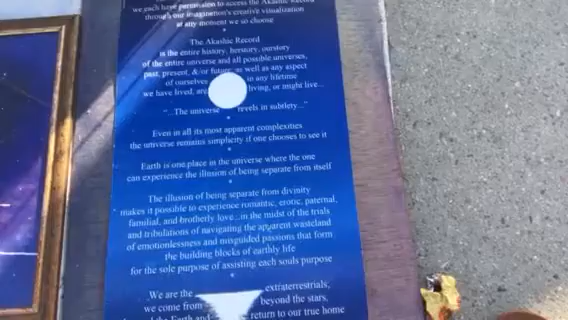 we each have permission to access the Akashic Record
through our imagination's creative visualization
at any moment we so choose
*
The Akashic Record
is the entire history, herstory, ourstory
of the entire universe and all possible universes,
past, present, & or future, as well as any aspect
of ourselves in any lifetime
we have lived, are living, or might live...
"...The universe revels in subtlety..."
*
Even in all its most apparent complexities
the universe remains simplicity if one chooses to see it
*
Earth is one place in the universe where the one
can experience the illusion of being separate from itself
*
The illusion of being separate from divinity
makes it possible to experience romantic, erotic, paternal,
familial, and brotherly love...in the midst of the trials
and tribulations of navigating the apparent wasteland
of emotionlessness and misguided passions that form
the building blocks of earthly life
for the sole purpose of assisting each souls purpose
*
We are the extraterrestrials,
we come from beyond the stars,
the Earth and return to our true home